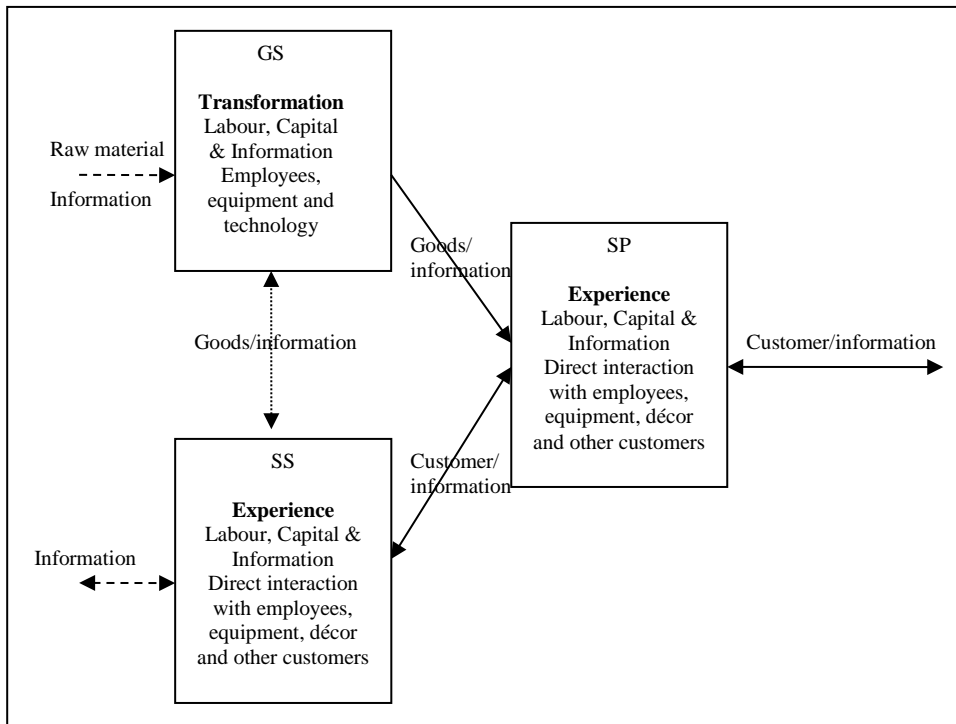 GS
Transformation
Labour, Capital
& Information
Employees,
equipment and
technology
Raw material
Information
Goods/
information
SP
Experience
Labour, Capital &
Information
Direct interaction
with employees,
equipment, décor
and other customers
Customer/information
Goods/information
SS
Experience
Labour, Capital &
Information
Direct interaction
with employees,
equipment, décor
and other customers
Customer/
information
Information